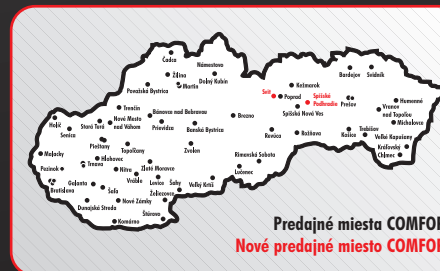 Čadca
Námestovo
Žilina
Dolný Kubín
Martin
Považská Bystrica
Bardejov
Svidník
Kežmarok
Svit
Poprad
Spišské
Podhradie
Prešov
Humenné
Vranov
nad Topľou
Michalovce
Spišská Nová Ves
Trenčín
Bánovce nad Bebravou
Brezno
Holíč
Senica
Stará Turá
Nové Mesto
nad Váhom
Prievidza
Banská Bystrica
Revúca
Rožňava
Košice
Trebišov
Veľké Kapušany
Kráľovský
Chlmec
Piešťany
Topoľčany
Zvolen
Malacky
Hlohovec
Rimavská Sobota
Pezinok
Trnava
Nitra
Zlaté Moravce
Lučenec
Vráble
Levice
Šahy
Veľký Krtíš
Bratislava
Galanta
Šaľa
Želiezovce
Dunajská Streda
Nové Zámky
Štúrovo
Komárno
Predajné miesta COMFOR
Nové predajné miesto COMFOR